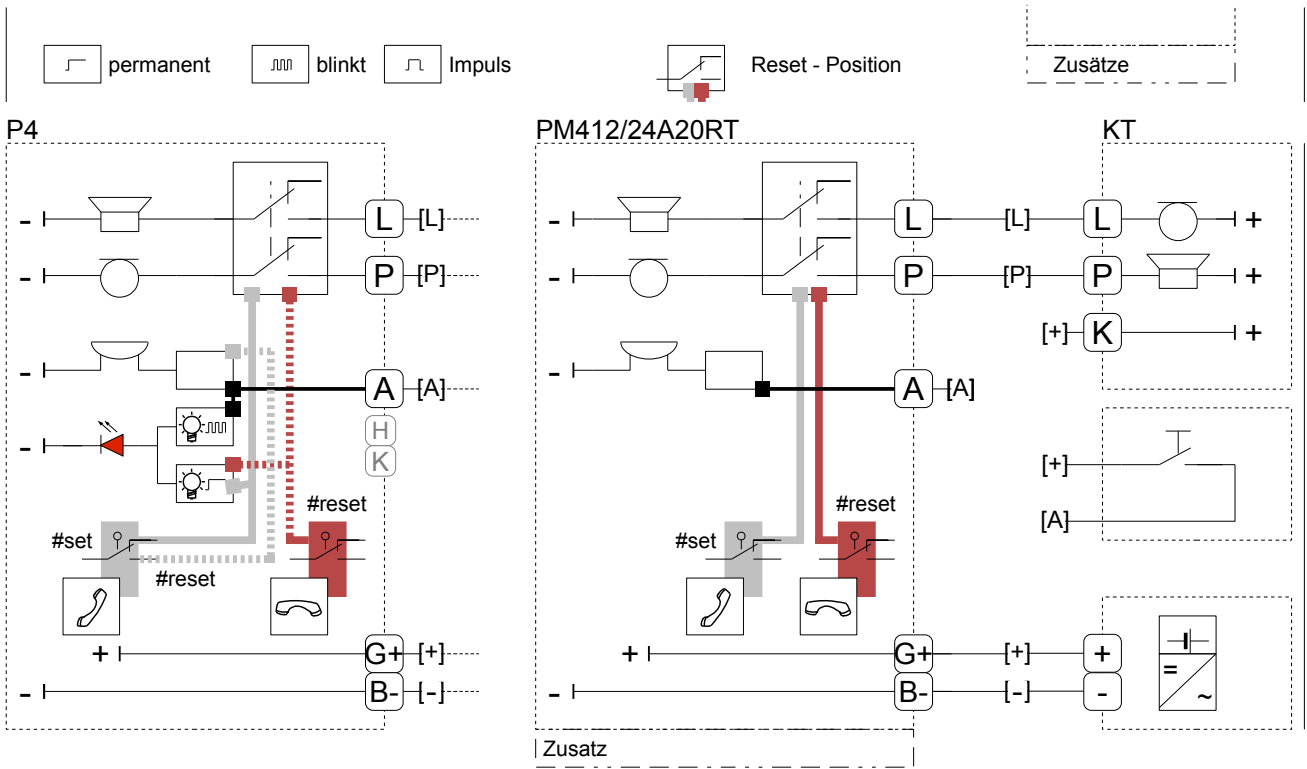 permanent
blinkt
Impuls
Reset - Position
Zusätze
P4
PM412/24A20RT
KT
- L [L] - L [L] L +
- P [P] - P [P] P +
[+] K +
- A [A] - A [A]
H
-
K
[+]
[A]
#reset #reset
#set #set
#reset
+ G+ [+] + G+ [+] +
- B- [-] - B- [-] -
= ~
Zusatz